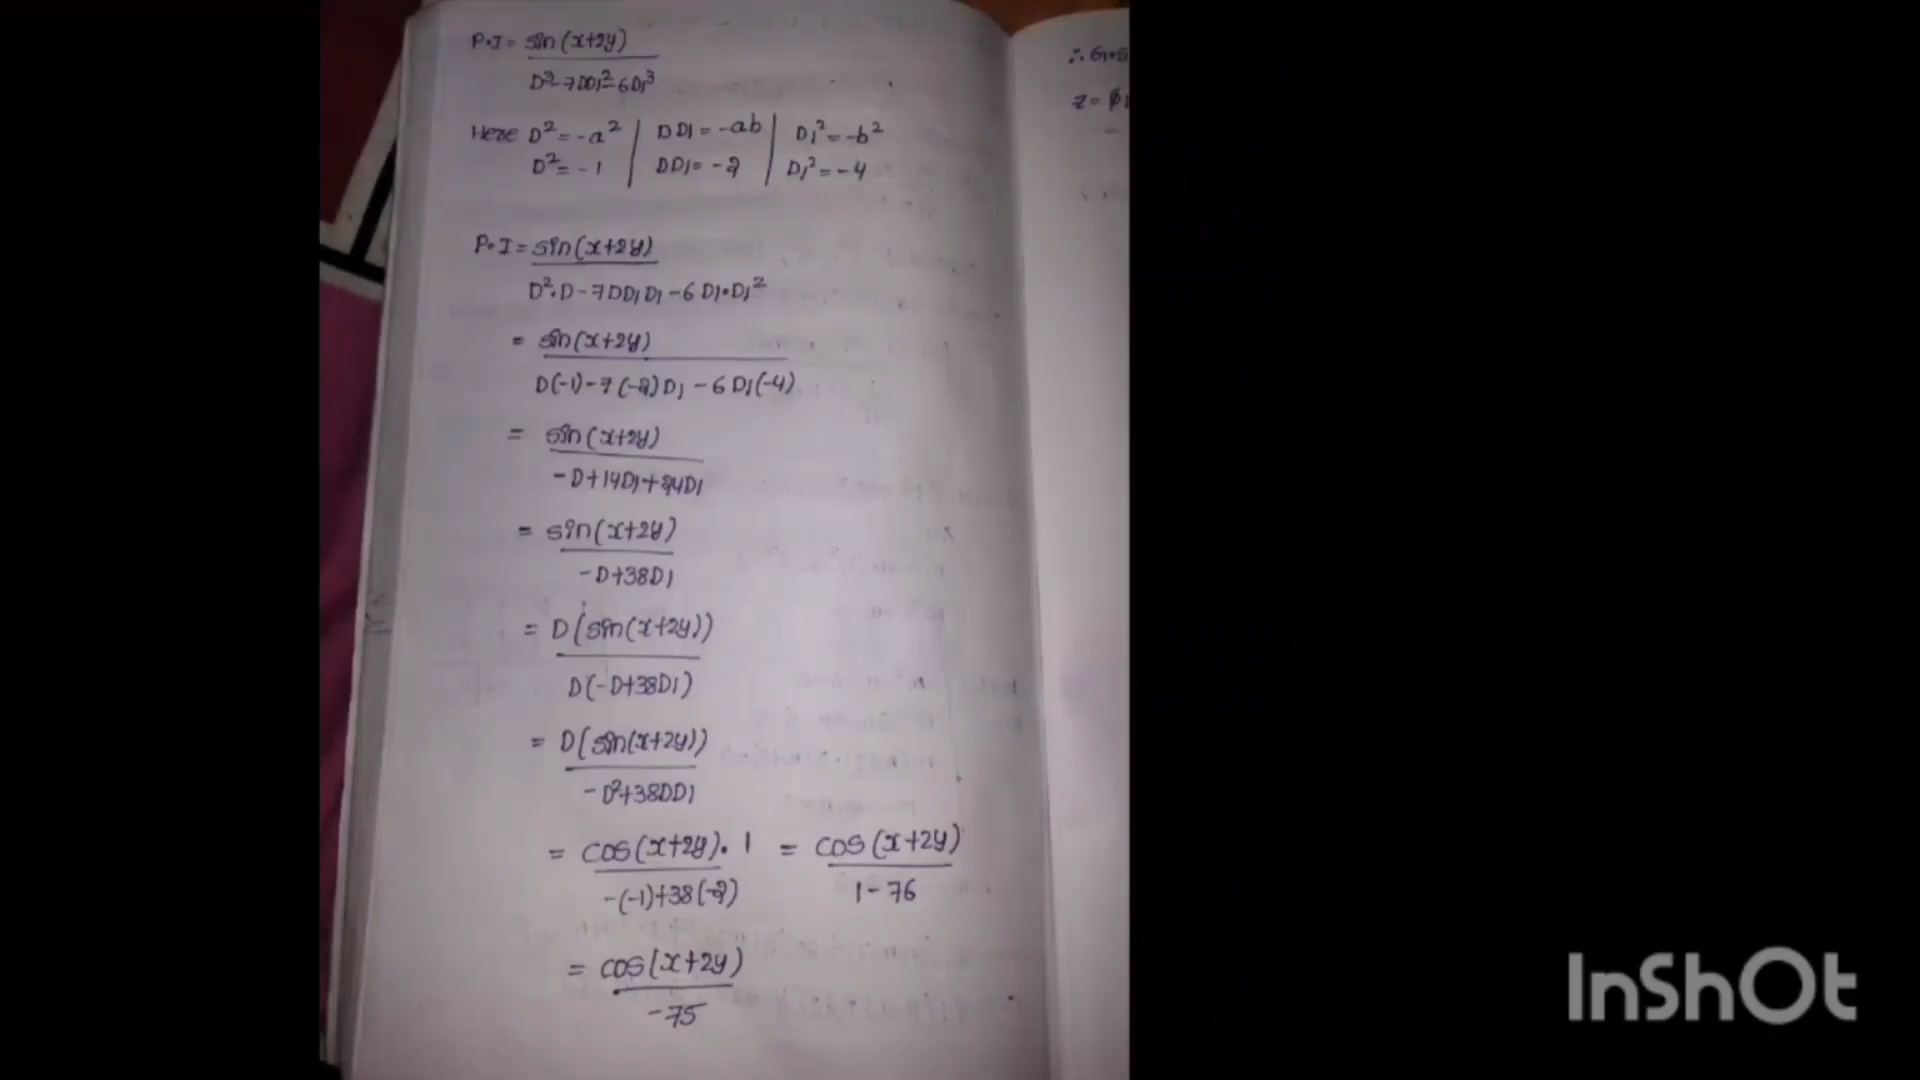 P.I = sin(x+2y)
D³-7DD1²-6D1³
Here D² = -a² | DD1 = -ab | D1² = -b²
D² = -1 | DD1 = -2 | D1² = -4
P.I = sin(x+2y)
D².D - 7DD1D1 - 6D1.D1²
= sin(x+2y)
D(-1)-7(-2)D1 - 6D1(-4)
= sin(x+2y)
-D+14D1+24D1
= sin(x+2y)
-D+38D1
= D(sin(x+2y))
D(-D+38D1)
= D(sin(x+2y))
-D²+38DD1
= cos(x+2y).1 = cos(x+2y)
-(-1)+38(-2) 1-76
= cos(x+2y)
-75
∴ G.S
z = φ1
InShOt